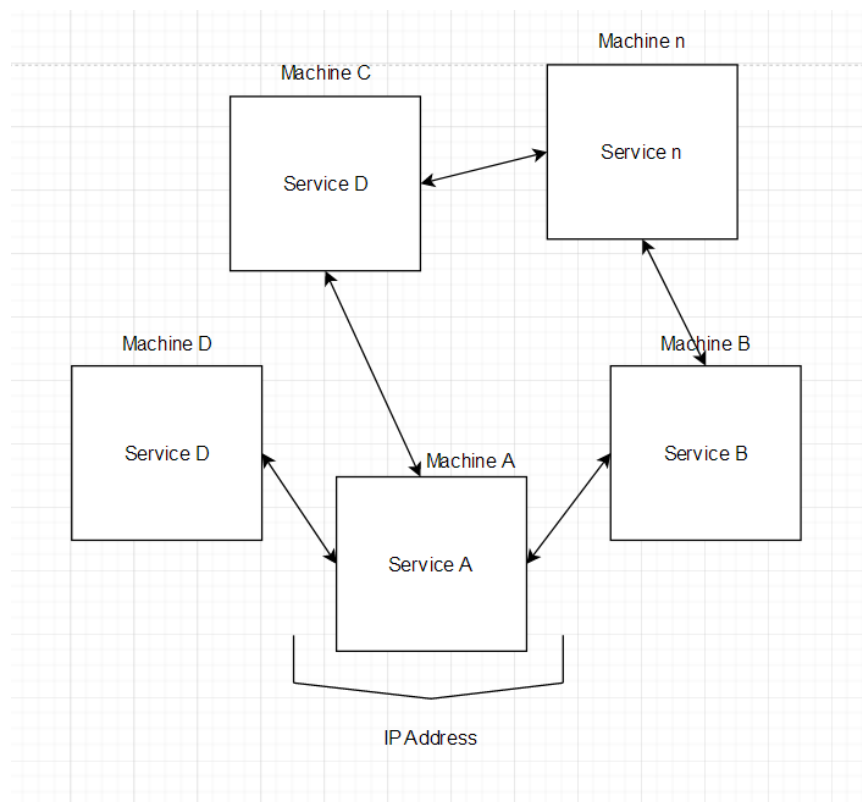 Machine n
Machine C
Service n
Service D
Machine D
Machine B
Service D
Service B
Machine A
Service A
IP Address